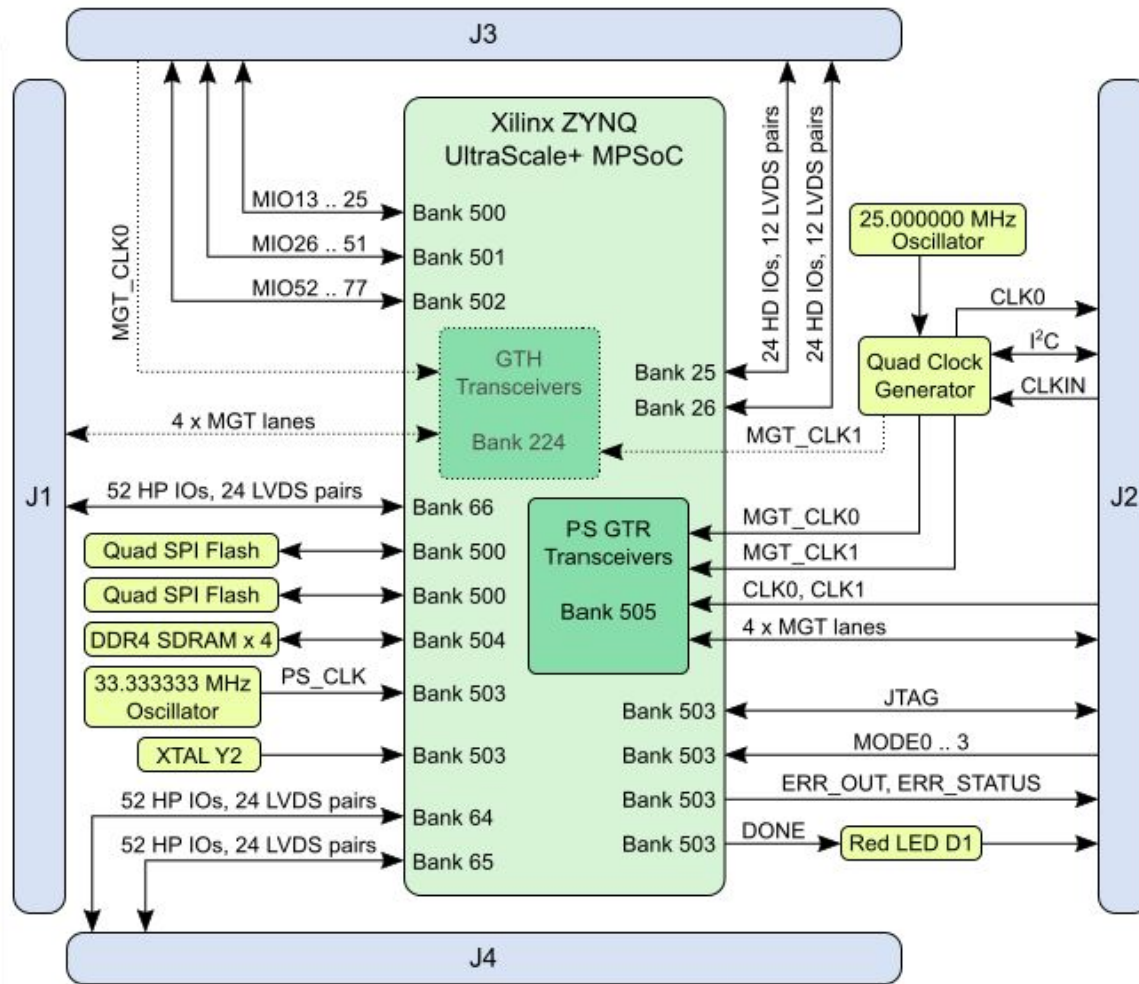 J3
Xilinx ZYNQ
UltraScale+ MPSoC
MIO13 .. 25
Bank 500
MIO26 .. 51
Bank 501
MIO52 .. 77
Bank 502
MGT_CLK0
24 HD IOs, 12 LVDS pairs
24 HD IOs, 12 LVDS pairs
25.000000 MHz
Oscillator
CLK0
I²C
CLKIN
Quad Clock
Generator
GTH
Transceivers
Bank 224
Bank 25
Bank 26
4 x MGT lanes
MGT_CLK1
J1
J2
52 HP IOs, 24 LVDS pairs
Bank 66
Quad SPI Flash
Bank 500
Quad SPI Flash
Bank 500
DDR4 SDRAM x 4
Bank 504
33.333333 MHz
Oscillator
PS_CLK
Bank 503
XTAL Y2
Bank 503
52 HP IOs, 24 LVDS pairs
Bank 64
52 HP IOs, 24 LVDS pairs
Bank 65
PS GTR
Transceivers
Bank 505
MGT_CLK0
MGT_CLK1
CLK0, CLK1
4 x MGT lanes
Bank 503
JTAG
Bank 503
MODE0 .. 3
Bank 503
ERR_OUT, ERR_STATUS
Bank 503
DONE
Red LED D1
J4